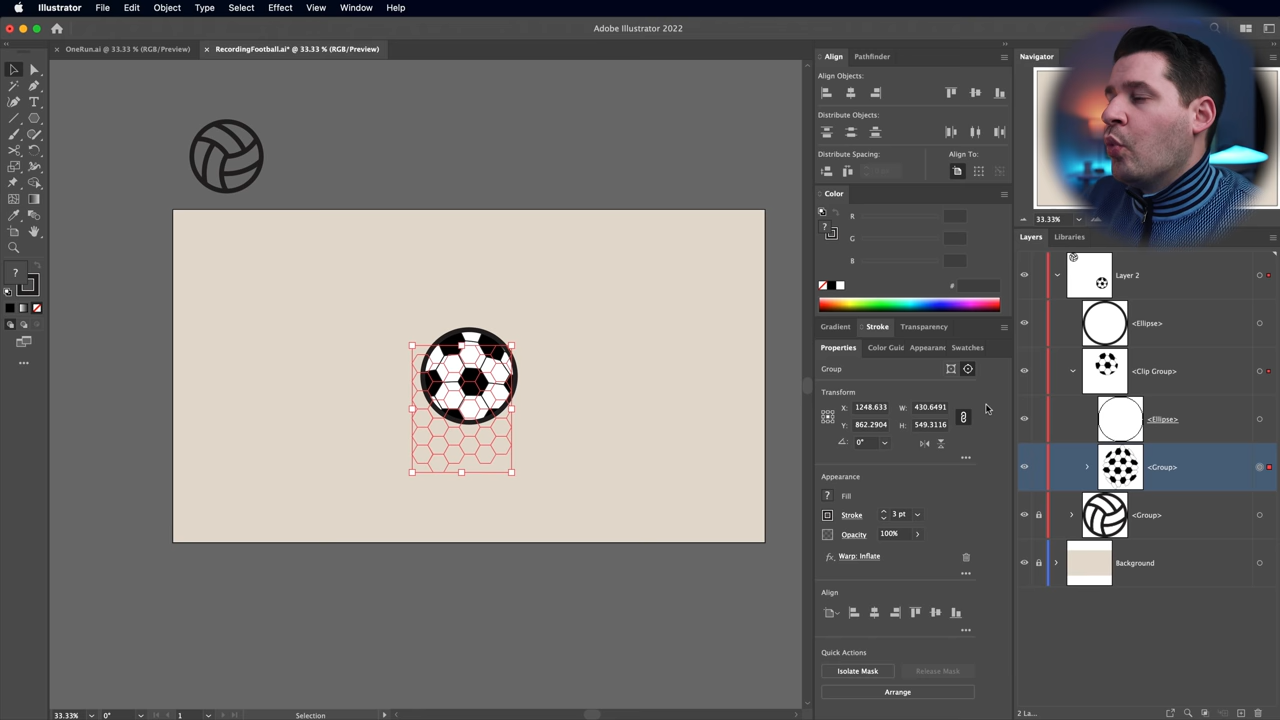 Illustrator File Edit Object Type Select Effect View Window Help
Adobe Illustrator 2022
OneRun.ai @ 33.33 % (RGB/Preview)
RecordingFootball.ai* @ 33.33 % (RGB/Preview)
Align Pathfinder
Align Objects:
Distribute Objects:
Distribute Spacing:
Align To:
Color
R
G
B
#
Gradient Stroke Transparency
Properties Color Guid Appearanc Swatches
Group
Transform
X: 1248.633 W: 430.6491
Y: 862.2904 H: 549.3116
0°
Appearance
? Fill
Stroke 3 pt
Opacity 100%
fx Warp: Inflate
Align
Quick Actions
Isolate Mask Release Mask
Arrange
Navigator
33.33%
Layers Libraries
Layer 2
<Ellipse>
<Clip Group>
<Ellipse>
<Group>
<Group>
Background
2 La...
33.33% 0° 1 Selection